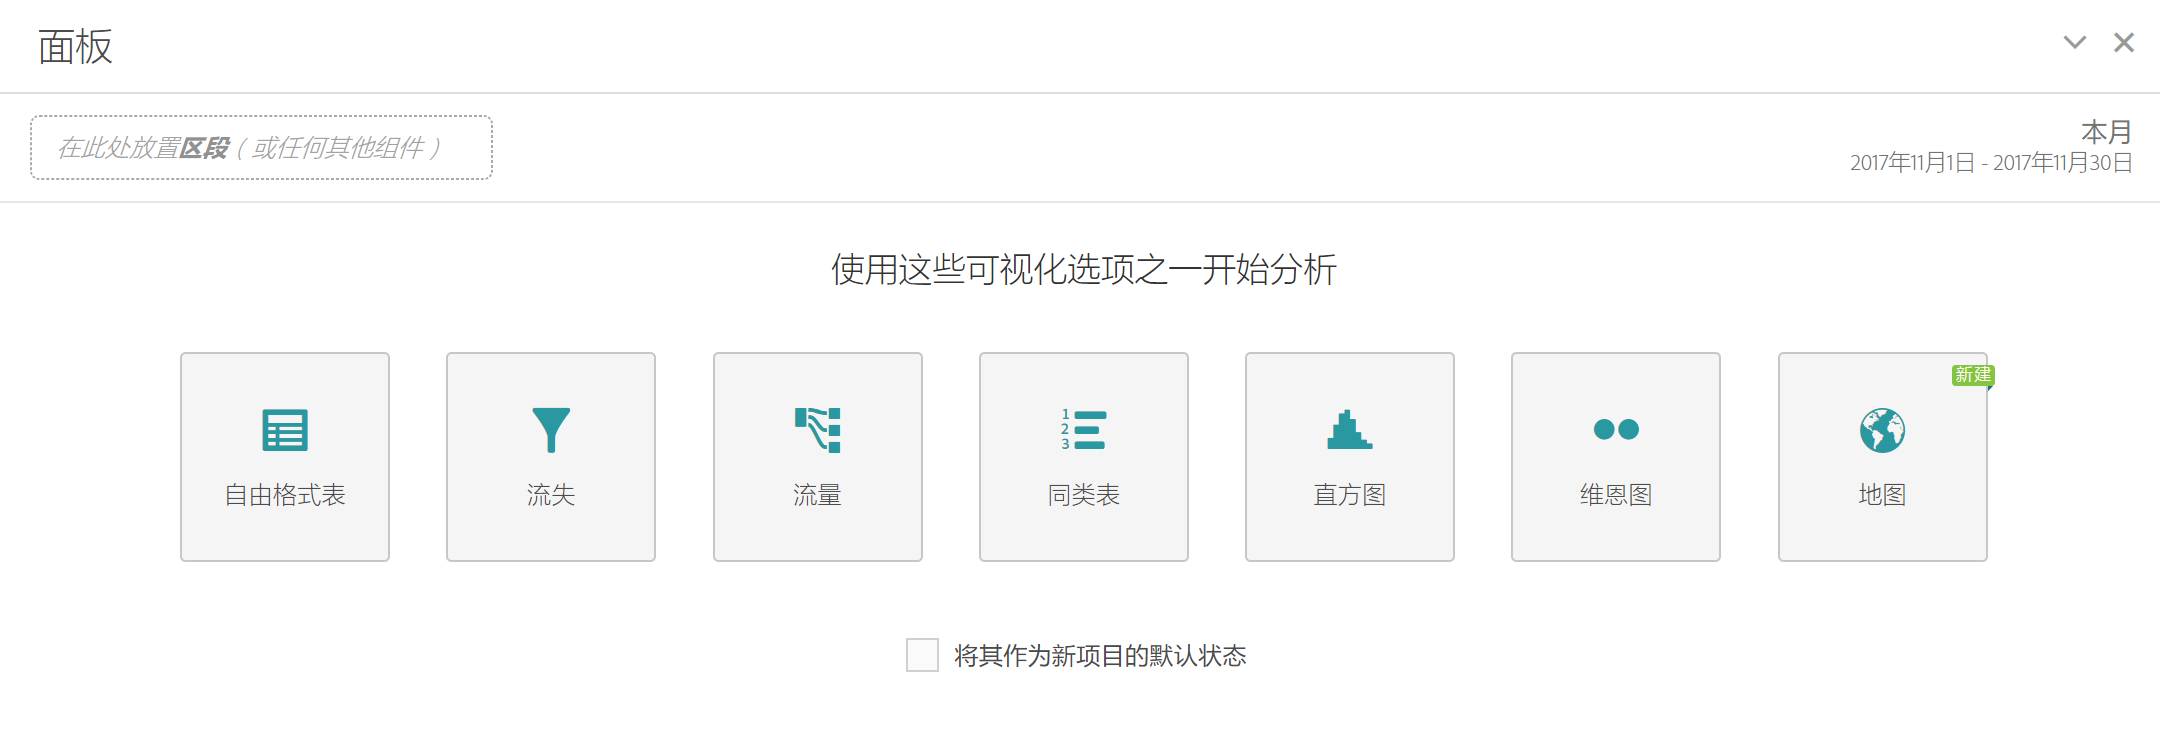 面板
在此处放置区段（或任何其他组件）
本月
2017年11月1日 - 2017年11月30日
使用这些可视化选项之一开始分析
新建
1
2
3
自由格式表
流失
流量
同类表
直方图
维恩图
地图
将其作为新项目的默认状态